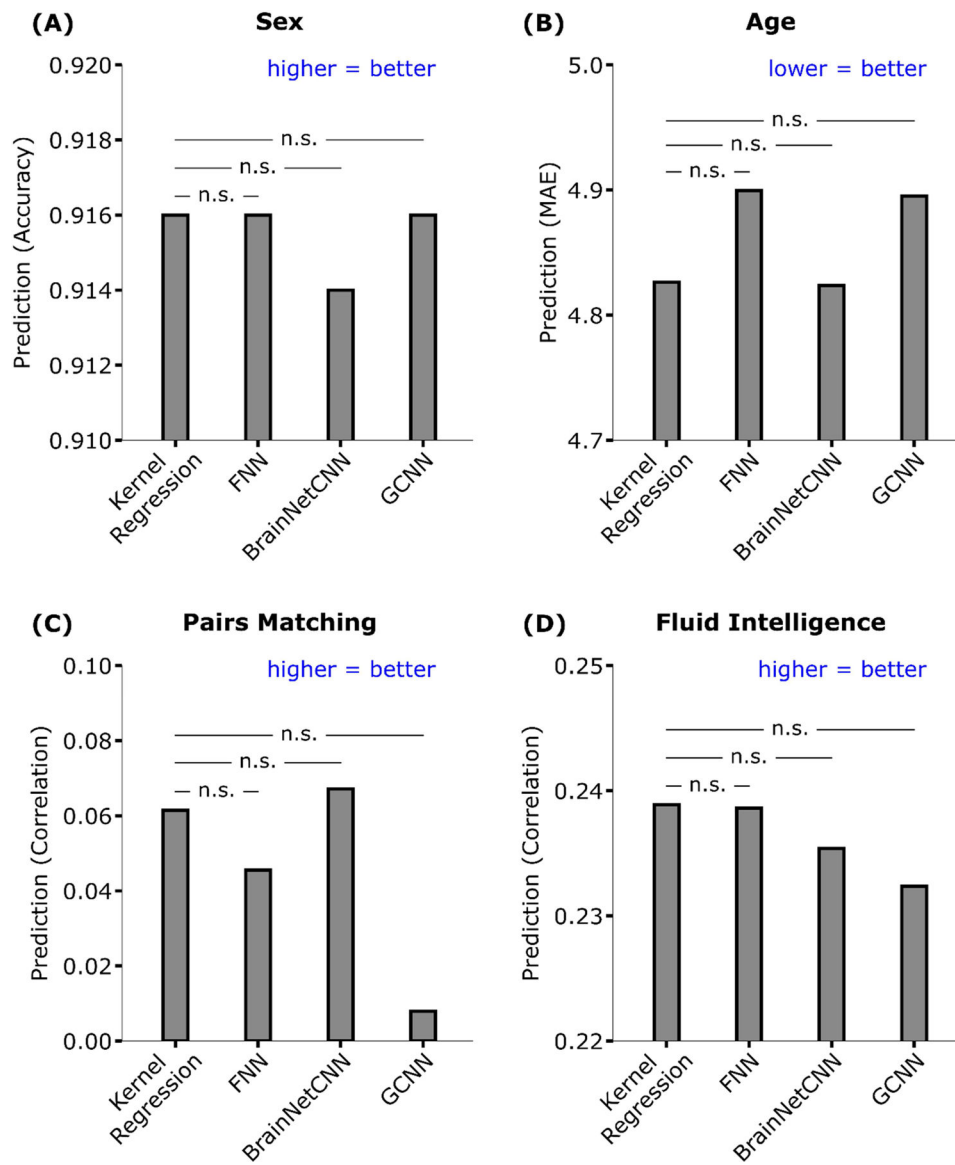 (A) Sex
higher = better
0.920
0.918
0.916
0.914
0.912
0.910
Prediction (Accuracy)
n.s.
n.s.
n.s.
Kernel
Regression
FNN
BrainNetCNN
GCNN
(B) Age
lower = better
5.0
4.9
4.8
4.7
Prediction (MAE)
n.s.
n.s.
n.s.
Kernel
Regression
FNN
BrainNetCNN
GCNN
(C) Pairs Matching
higher = better
0.10
0.08
0.06
0.04
0.02
0.00
Prediction (Correlation)
n.s.
n.s.
n.s.
Kernel
Regression
FNN
BrainNetCNN
GCNN
(D) Fluid Intelligence
higher = better
0.25
0.24
0.23
0.22
Prediction (Correlation)
n.s.
n.s.
n.s.
Kernel
Regression
FNN
BrainNetCNN
GCNN